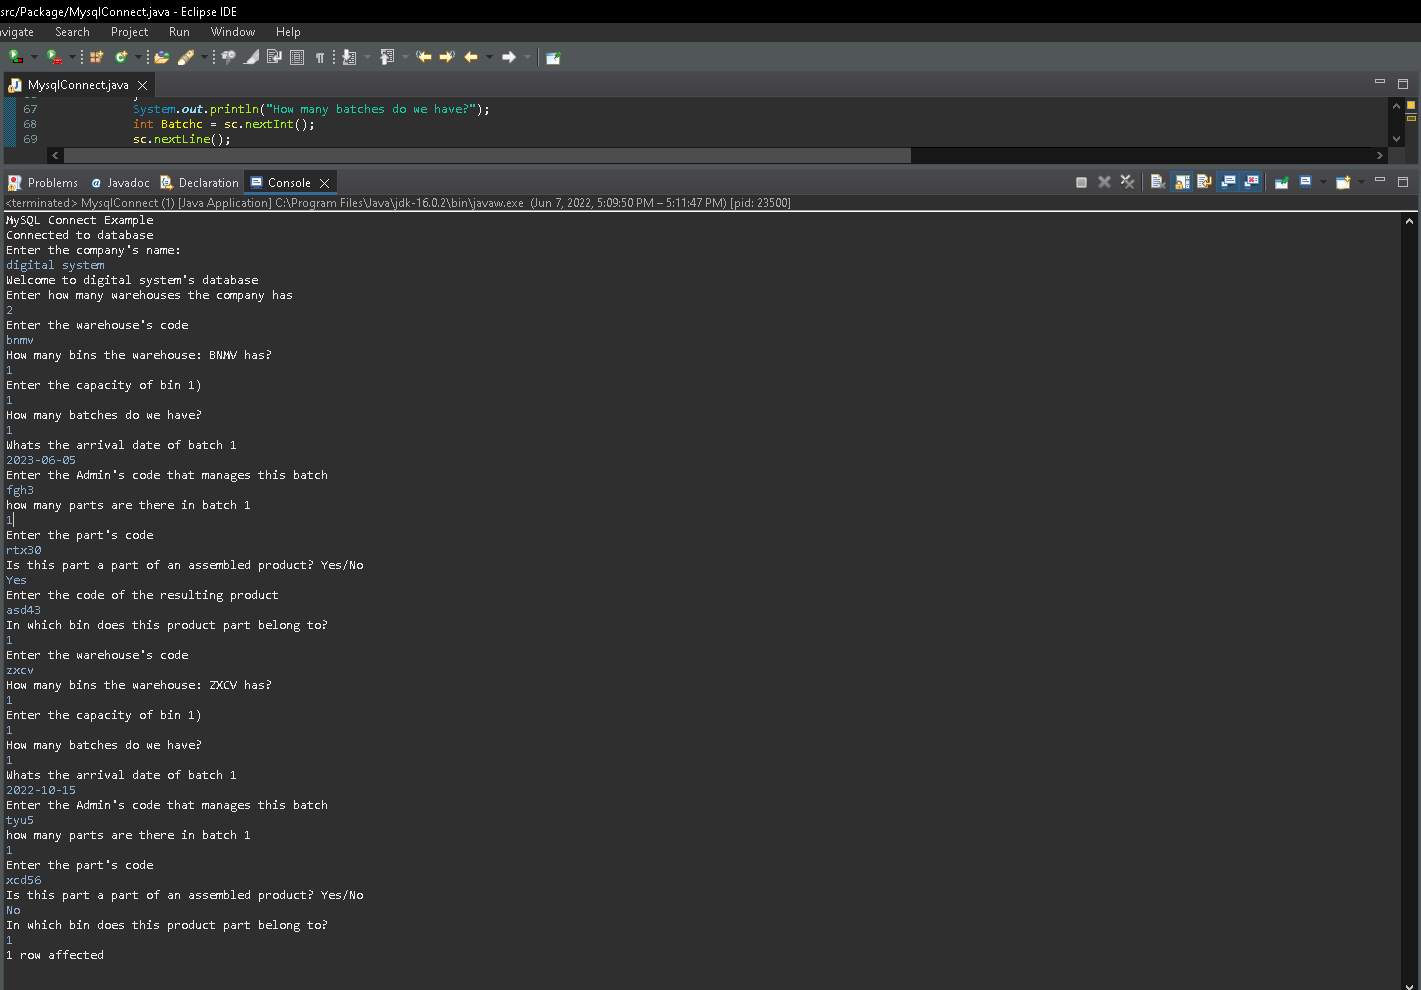 src/Package/MysqlConnect.java - Eclipse IDE
avigate Search Project Run Window Help
MysqlConnect.java
67 System.out.println("How many batches do we have?");
68 int Batchc = sc.nextInt();
69 sc.nextLine();
Problems @ Javadoc Declaration Console
<terminated> MysqlConnect (1) [Java Application] C:\Program Files\Java\jdk-16.0.2\bin\javaw.exe (Jun 7, 2022, 5:09:50 PM – 5:11:47 PM) [pid: 23500]
MySQL Connect Example
Connected to database
Enter the company's name:
digital system
Welcome to digital system's database
Enter how many warehouses the company has
2
Enter the warehouse's code
bnmv
How many bins the warehouse: BNMV has?
1
Enter the capacity of bin 1)
1
How many batches do we have?
1
Whats the arrival date of batch 1
2023-06-05
Enter the Admin's code that manages this batch
fgh3
how many parts are there in batch 1
1
Enter the part's code
rtx30
Is this part a part of an assembled product? Yes/No
Yes
Enter the code of the resulting product
asd43
In which bin does this product part belong to?
1
Enter the warehouse's code
zxcv
How many bins the warehouse: ZXCV has?
1
Enter the capacity of bin 1)
1
How many batches do we have?
1
Whats the arrival date of batch 1
2022-10-15
Enter the Admin's code that manages this batch
tyu5
how many parts are there in batch 1
1
Enter the part's code
xcd56
Is this part a part of an assembled product? Yes/No
No
In which bin does this product part belong to?
1
1 row affected